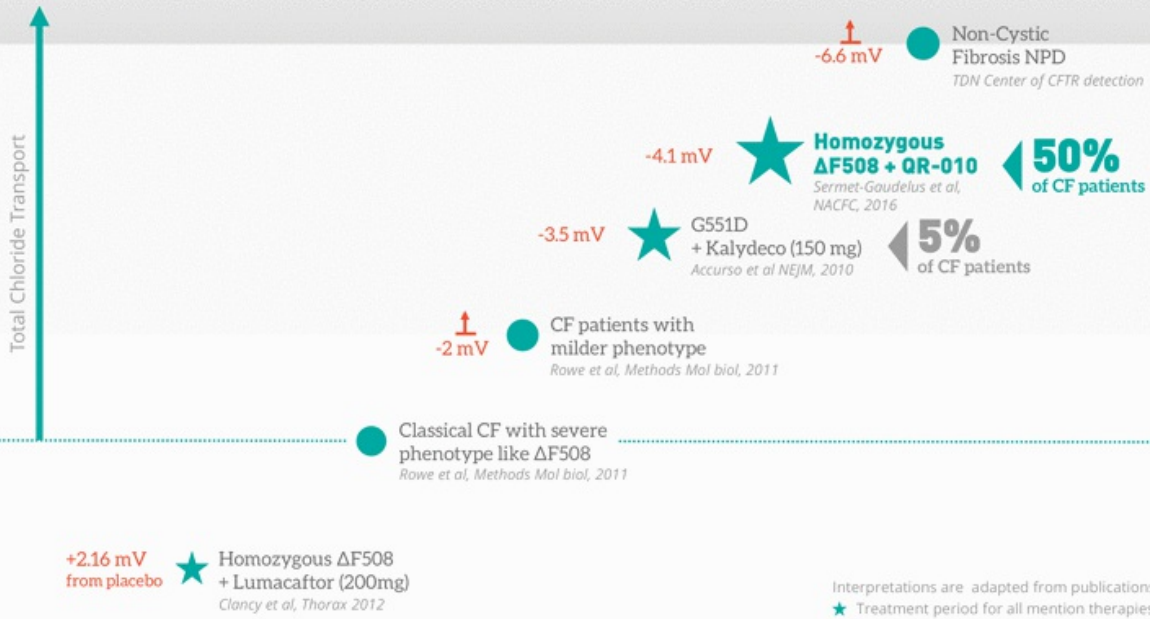 Total Chloride Transport
-6.6 mV
Non-Cystic
Fibrosis NPD
TDN Center of CFTR detection
-4.1 mV
Homozygous
ΔF508 + QR-010
Sermet-Gaudelus et al,
NACFC, 2016
50%
of CF patients
-3.5 mV
G551D
+ Kalydeco (150 mg)
Accurso et al NEJM, 2010
5%
of CF patients
-2 mV
CF patients with
milder phenotype
Rowe et al, Methods Mol biol, 2011
Classical CF with severe
phenotype like ΔF508
Rowe et al, Methods Mol biol, 2011
+2.16 mV
from placebo
Homozygous ΔF508
+ Lumacaftor (200mg)
Clancy et al, Thorax 2012
Interpretations are adapted from publications
Treatment period for all mention therapies